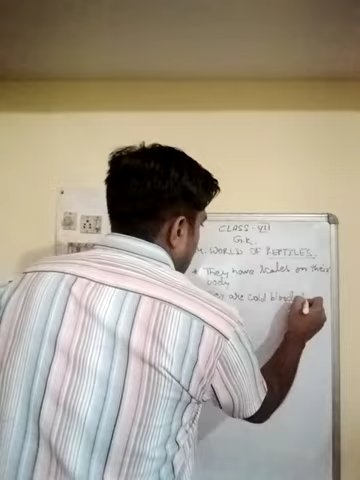 CLASS - VII
G.K.
WORLD OF REPTILES.
* They have Scales on their
body
are cold blooded